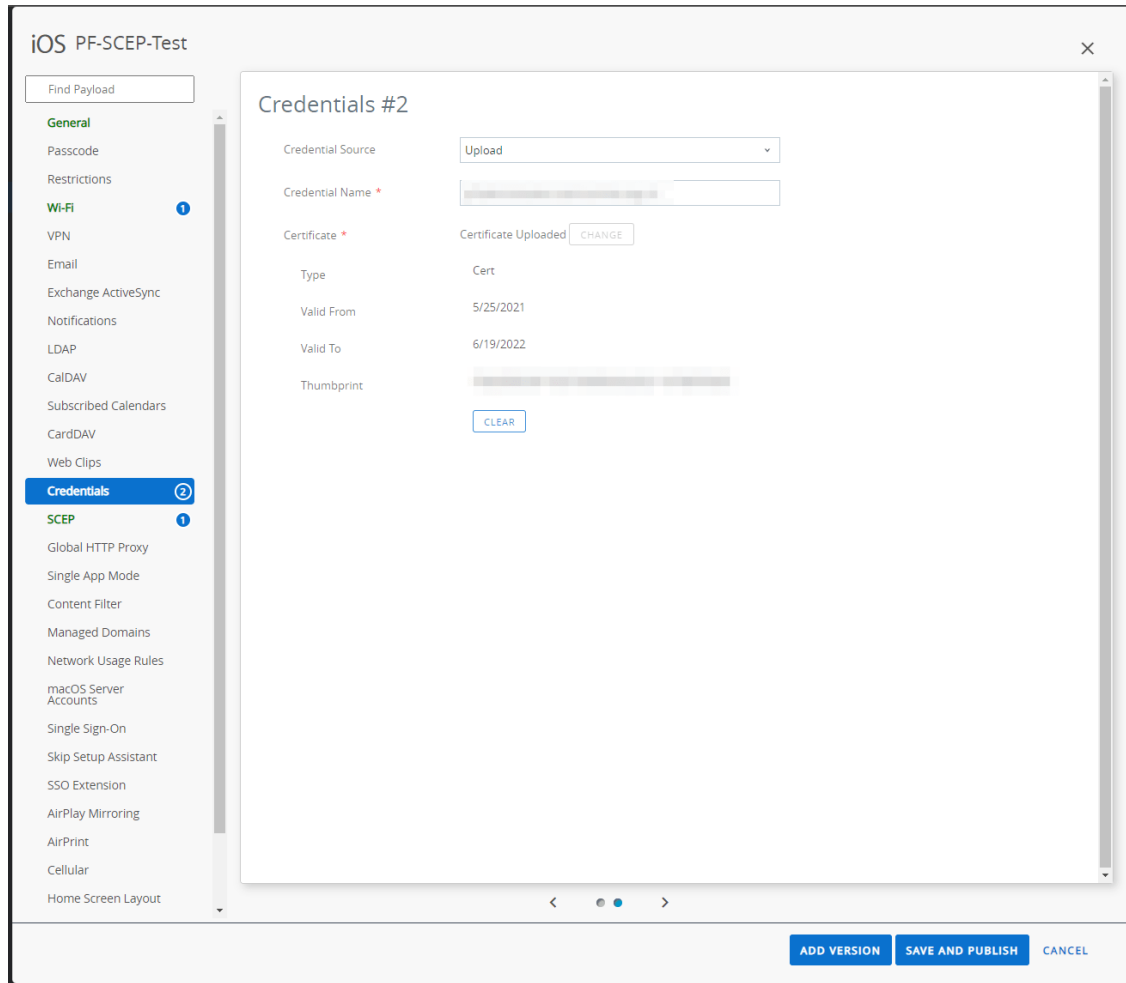 iOS PF-SCEP-Test
Find Payload
General
Passcode
Restrictions
Wi-Fi 1
VPN
Email
Exchange ActiveSync
Notifications
LDAP
CalDAV
Subscribed Calendars
CardDAV
Web Clips
Credentials 2
SCEP 1
Global HTTP Proxy
Single App Mode
Content Filter
Managed Domains
Network Usage Rules
macOS Server
Accounts
Single Sign-On
Skip Setup Assistant
SSO Extension
AirPlay Mirroring
AirPrint
Cellular
Home Screen Layout
Credentials #2
Credential Source Upload
Credential Name *
Certificate * Certificate Uploaded CHANGE
Type Cert
Valid From 5/25/2021
Valid To 6/19/2022
Thumbprint
CLEAR
ADD VERSION SAVE AND PUBLISH CANCEL